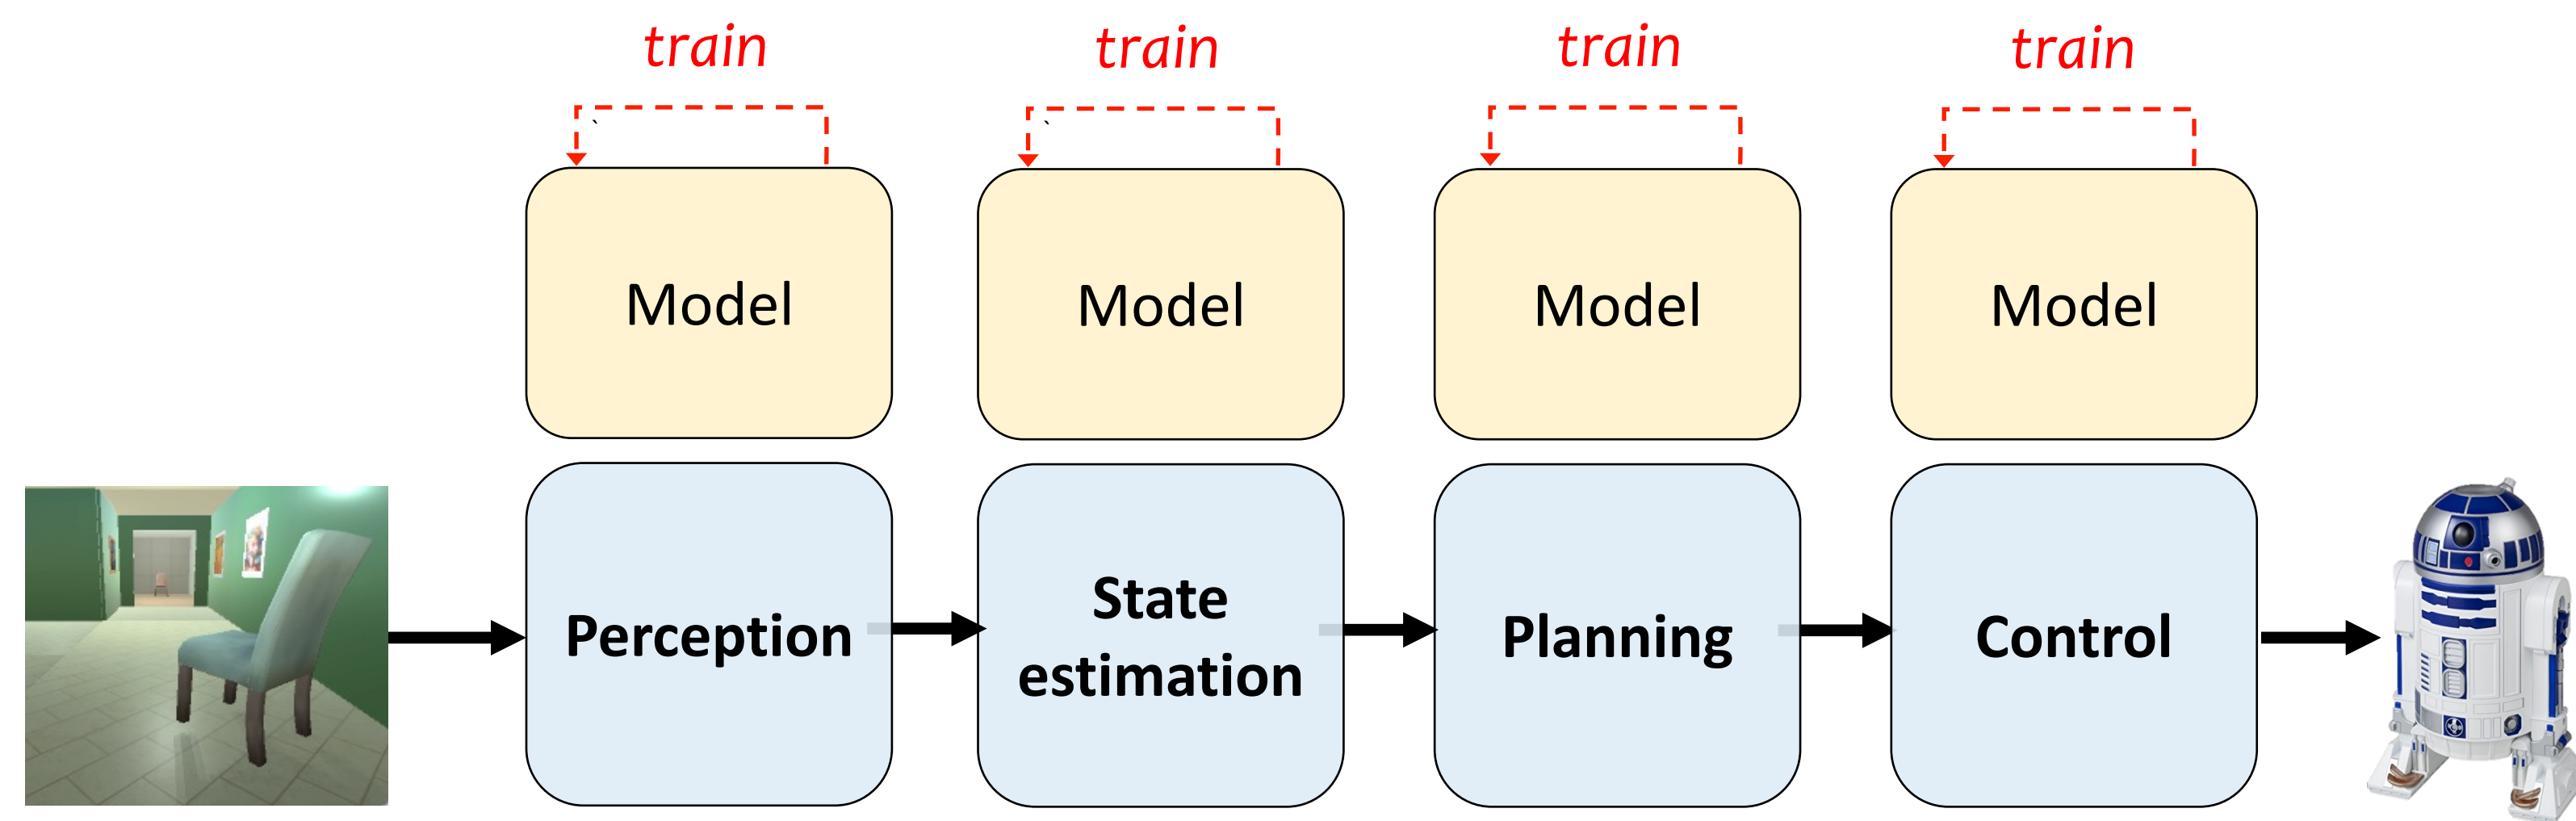 train train train train
Model Model Model Model
Perception
State
estimation
Planning
Control